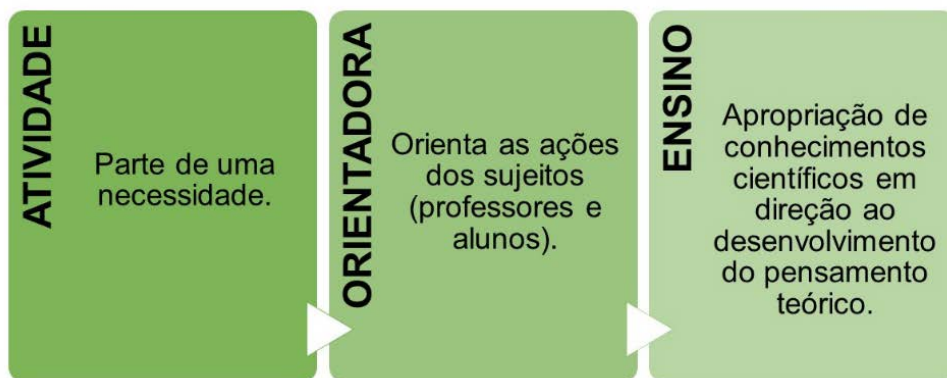 ATIVIDADE
Parte de uma
necessidade.
ORIENTADORA
Orienta as ações
dos sujeitos
(professores e
alunos).
ENSINO
Apropriação de
conhecimentos
científicos em
direção ao
desenvolvimento
do pensamento
teórico.